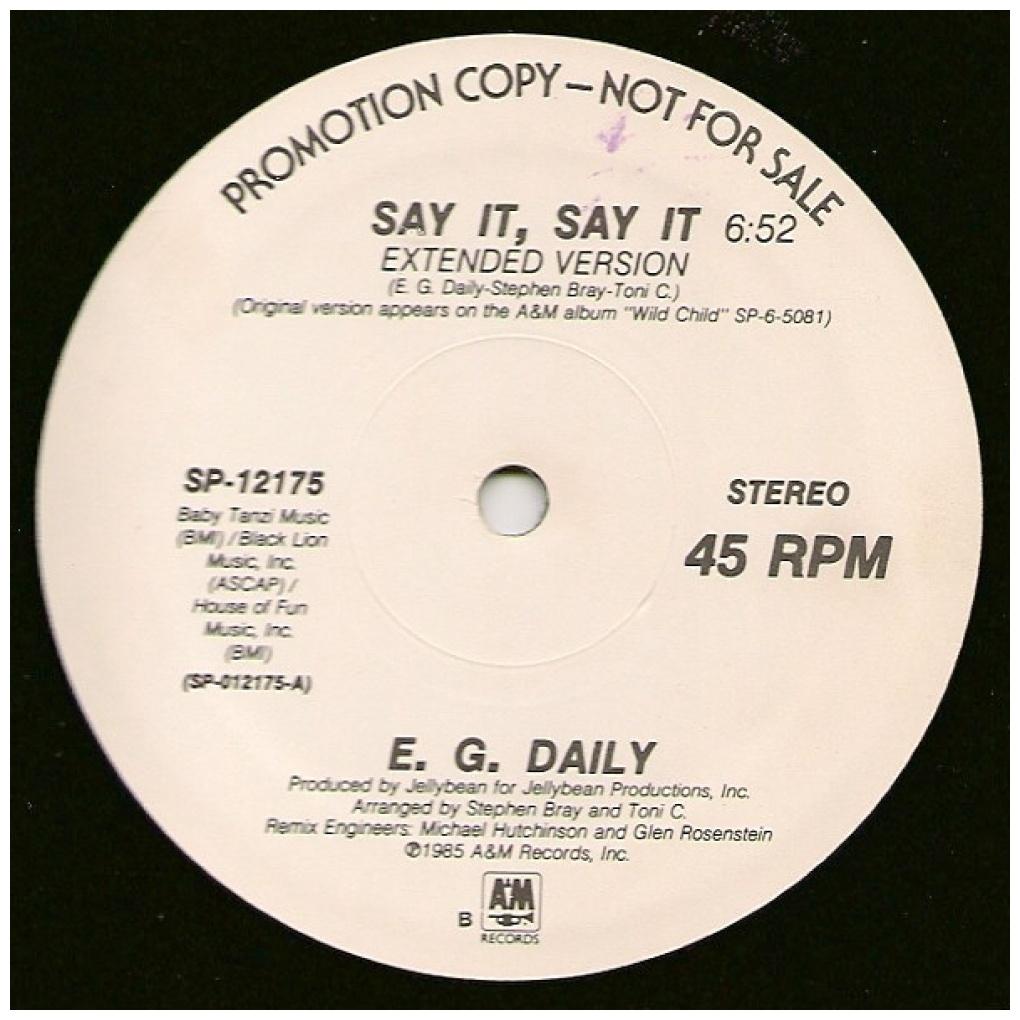 PROMOTION COPY – NOT FOR SALE
SAY IT, SAY IT 6:52
EXTENDED VERSION
(E. G. Daily-Stephen Bray-Toni C.)
(Original version appears on the A&M album "Wild Child" SP-6-5081)
SP-12175
Baby Tanzi Music
(BMI) / Black Lion
Music, Inc.
(ASCAP) /
House of Fun
Music, Inc.
(BMI)
(SP-012175-A)
STEREO
45 RPM
E. G. DAILY
Produced by Jellybean for Jellybean Productions, Inc.
Arranged by Stephen Bray and Toni C.
Remix Engineers: Michael Hutchinson and Glen Rosenstein
℗1985 A&M Records, Inc.
B
A&M
RECORDS